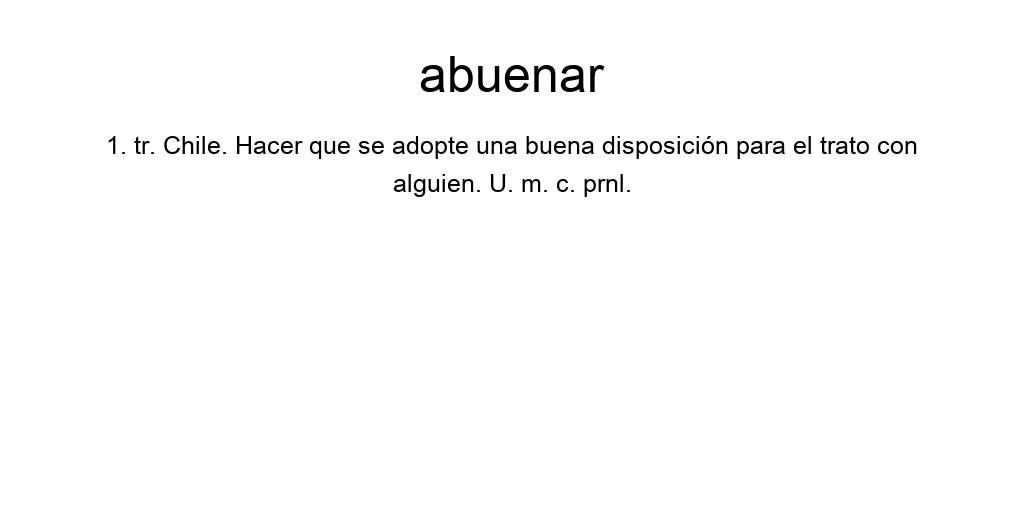 abuenar
1. tr. Chile. Hacer que se adopte una buena disposición para el trato con
alguien. U. m. c. prnl.